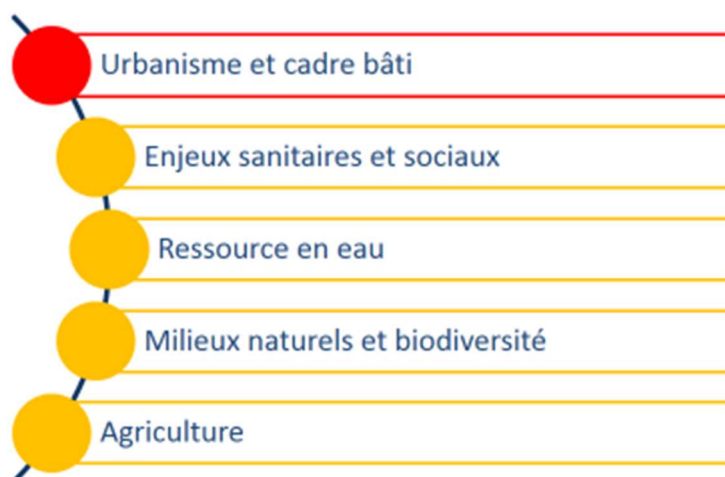 Urbanisme et cadre bâti
Enjeux sanitaires et sociaux
Ressource en eau
Milieux naturels et biodiversité
Agriculture